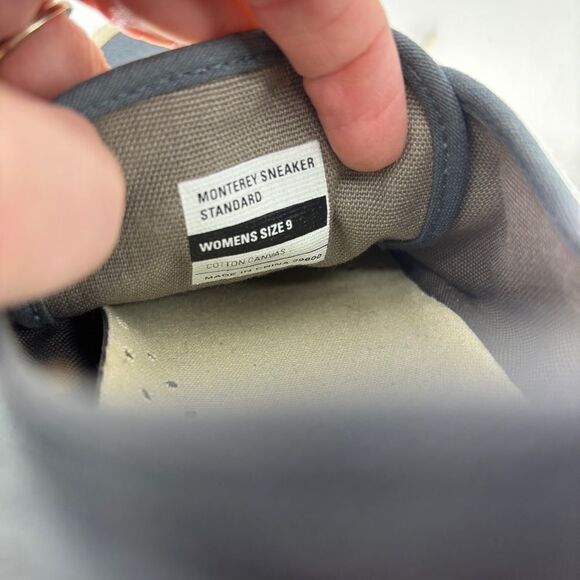 MONTEREY SNEAKER
STANDARD
WOMENS SIZE 9
COTTON CANVAS
MADE IN CHINA